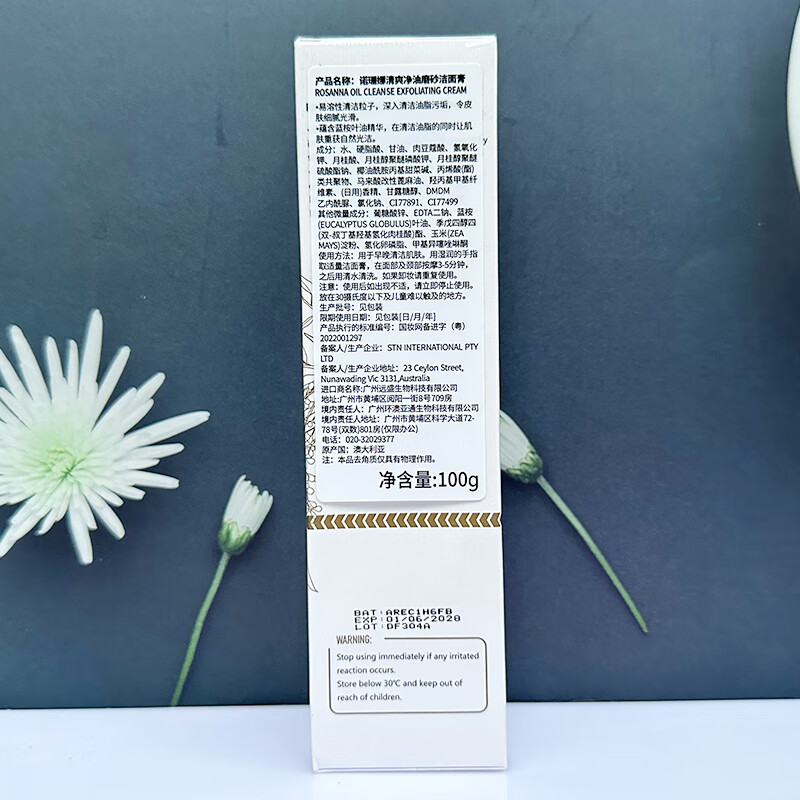 产品名称：诺珊娜清爽净油磨砂洁面膏
ROSANNA OIL CLEANSE EXFOLIATING CREAM
•易溶性清洁粒子，深入清洁油脂污垢，令皮
肤细腻光滑。
•蕴含蓝桉叶油精华，在清洁油脂的同时让肌
肤重获自然光洁。
成分：水、硬脂酸、甘油、肉豆蔻酸、氢氧化
钾、月桂酸、月桂醇聚醚磷酸钾、月桂醇聚醚
硫酸酯钠、椰油酰胺丙基甜菜碱、丙烯酸(酯)
类共聚物、马来酸改性蓖麻油、羟丙基甲基纤
维素、(日用)香精、甘露糖醇、DMDM
乙内酰脲、氯化钠、CI77891、CI77499
其他微量成分：葡糖酸锌、EDTA二钠、蓝桉
(EUCALYPTUS GLOBULUS)叶油、季戊四醇四
(双-叔丁基羟基氢化肉桂酸)酯、玉米(ZEA
MAYS)淀粉、氢化卵磷脂、甲基异噻唑啉酮
使用方法：用于早晚清洁肌肤。用湿润的手指
取适量洁面膏，在面部及颈部按摩3-5分钟，
之后用清水清洗。如果卸妆请重复使用。
注意：使用后如出现不适，请立即停止使用。
放在30摄氏度以下及儿童难以触及的地方。
生产批号：见包装
限期使用日期：见包装[日/月/年]
产品执行的标准编号：国妆网备进字（粤）
2022001297
备案人/生产企业：STN INTERNATIONAL PTY
LTD
备案人/生产企业地址：23 Ceylon Street,
Nunawading Vic 3131,Australia
进口商名称:广州远盛生物科技有限公司
地址:广州市黄埔区阅阳一街8号709房
境内责任人：广州环澳亚通生物科技有限公司
境内责任人地址：广州市黄埔区科学大道72-
78号(双数)801房(仅限办公)
电话：020-32029377
原产国：澳大利亚
注：本品去角质仅具有物理作用。
净含量:100g
BAT:AREC1H6FB
EXP:01/06/2028
LOT:DF304A
WARNING:
Stop using immediately if any irritated
reaction occurs.
Store below 30℃ and keep out of
reach of children.